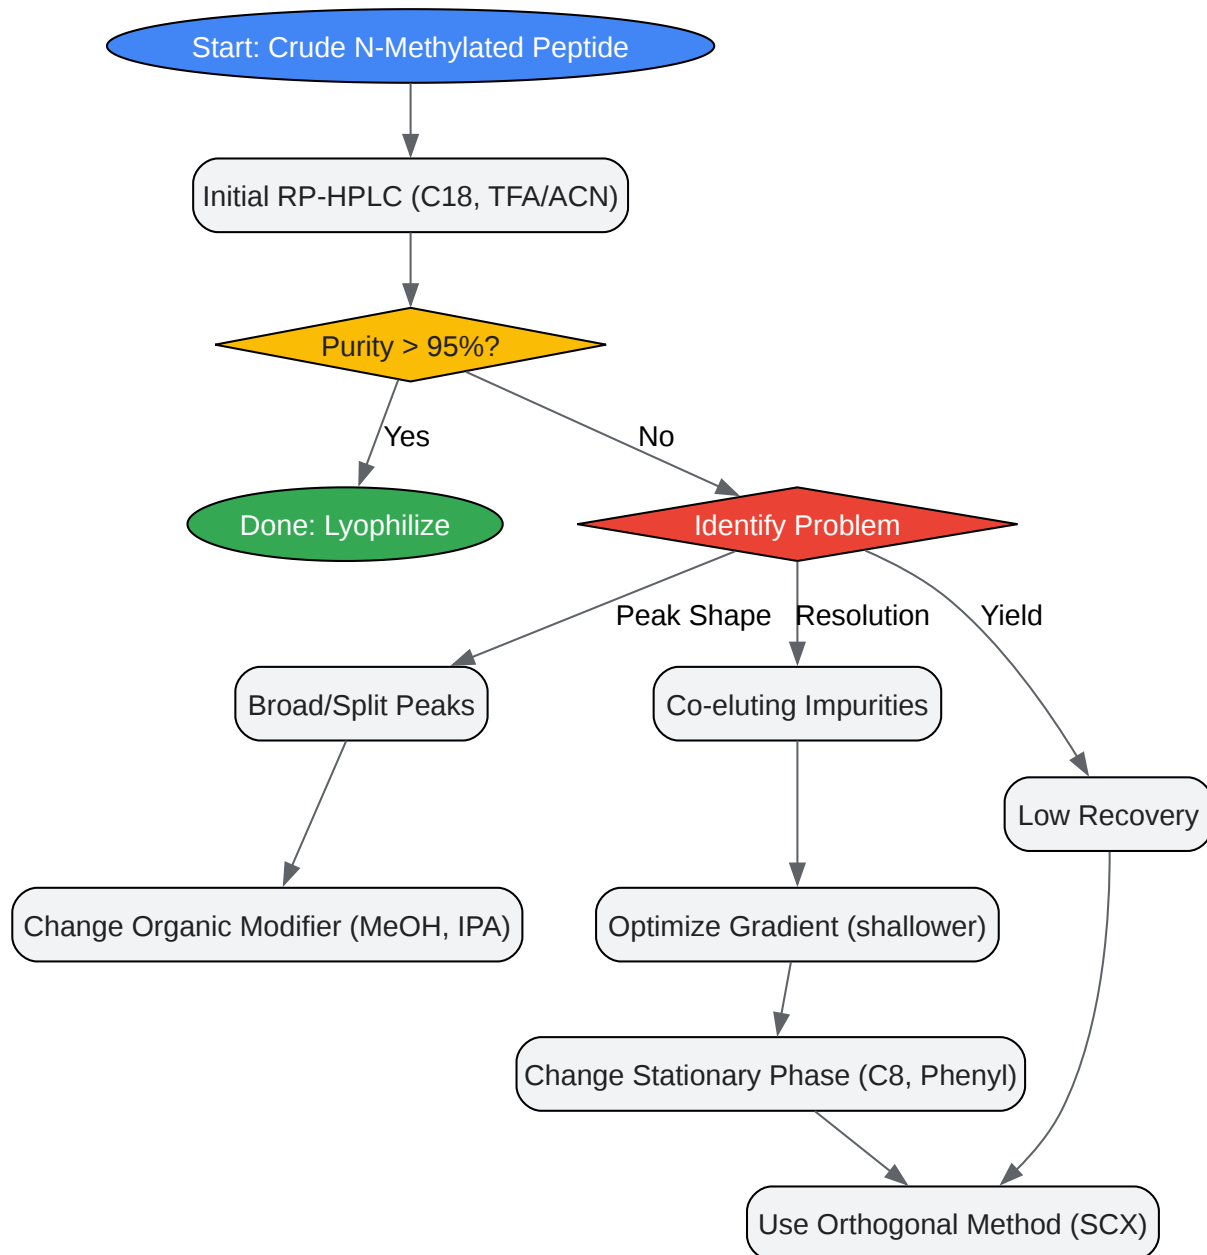 Start: Crude N-Methylated Peptide
Initial RP-HPLC (C18, TFA/ACN)
Purity > 95%?
Yes
No
Done: Lyophilize
Identify Problem
Peak Shape
Resolution
Yield
Broad/Split Peaks
Co-eluting Impurities
Low Recovery
Change Organic Modifier (MeOH, IPA)
Optimize Gradient (shallower)
Change Stationary Phase (C8, Phenyl)
Use Orthogonal Method (SCX)